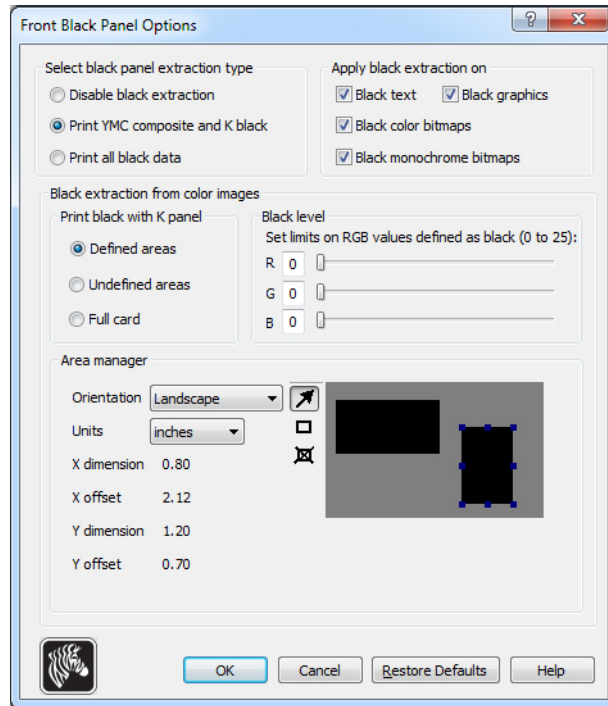 Front Black Panel Options
Select black panel extraction type
Disable black extraction
Print YMC composite and K black
Print all black data
Apply black extraction on
Black text Black graphics
Black color bitmaps
Black monochrome bitmaps
Black extraction from color images
Print black with K panel
Defined areas
Undefined areas
Full card
Black level
Set limits on RGB values defined as black (0 to 25):
R 0
G 0
B 0
Area manager
Orientation Landscape
Units inches
X dimension 0.80
X offset 2.12
Y dimension 1.20
Y offset 0.70
OK Cancel Restore Defaults Help